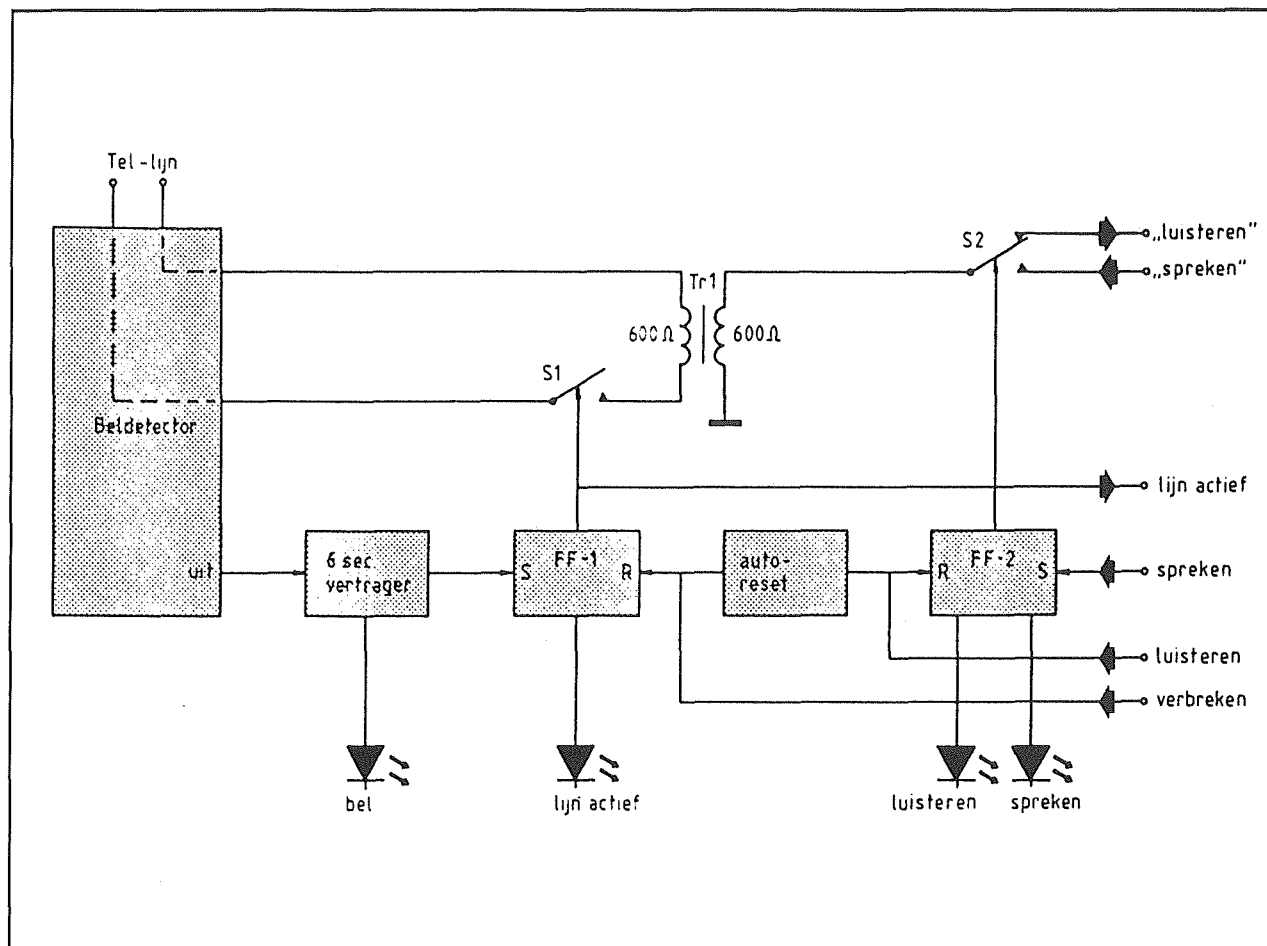 Tel-lijn
S2
„luisteren”
„spreken”
Tr1
600Ω
600Ω
S1
Beldetector
lijn actief
uit
6 sec.
vertrager
S
FF-1
R
auto-
reset
R
FF-2
S
spreken
luisteren
verbreken
bel
lijn actief
luisteren
spreken